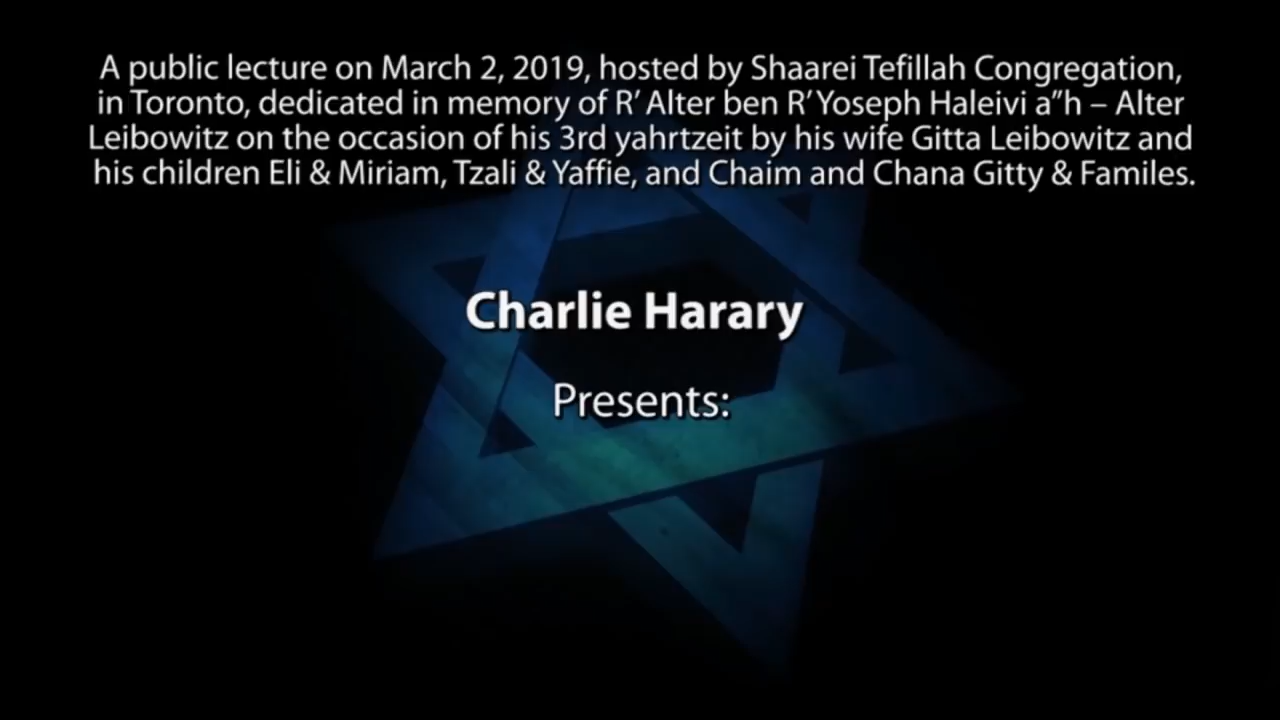 A public lecture on March 2, 2019, hosted by Shaarei Tefillah Congregation,
in Toronto, dedicated in memory of R’ Alter ben R’ Yoseph Haleivi a”h – Alter
Leibowitz on the occasion of his 3rd yahrtzeit by his wife Gitta Leibowitz and
his children Eli & Miriam, Tzali & Yaffie, and Chaim and Chana Gitty & Familes.
Charlie Harary
Presents: